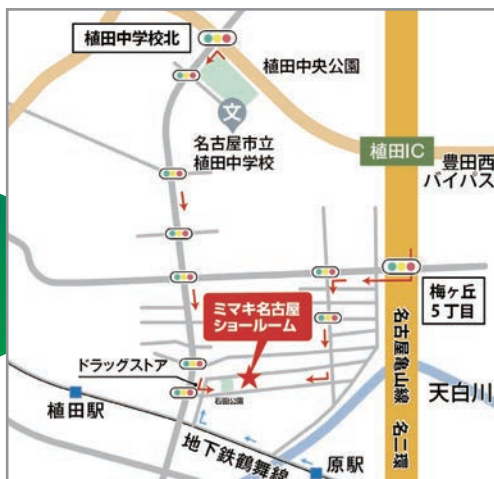 植田中学校北
植田中央公園
文
名古屋市立
植田中学校
植田IC
豊田西
バイパス
梅ヶ丘
5丁目
ミマキ名古屋
ショールーム
名古屋亀山線 名二環
ドラッグストア
石田公園
天白川
植田駅
地下鉄鶴舞線
原駅